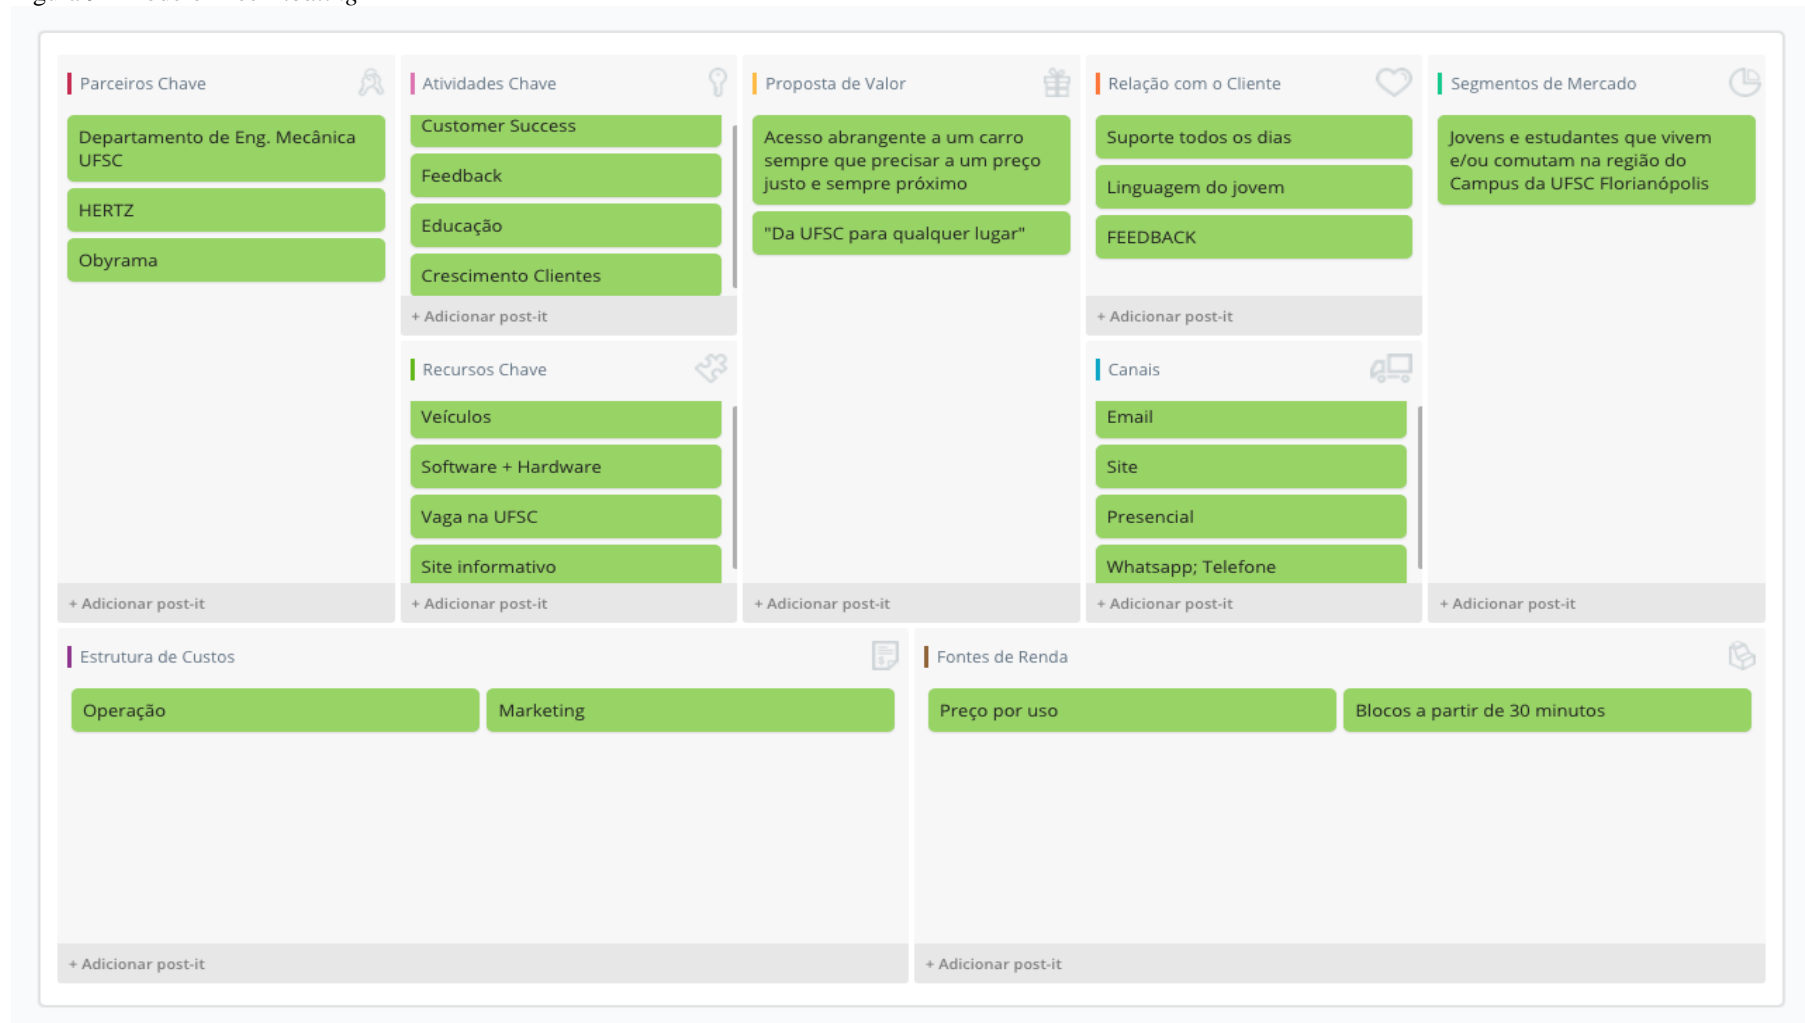 Parceiros Chave
Departamento de Eng. Mecânica
UFSC
HERTZ
Obyrama
+ Adicionar post-it
Atividades Chave
Customer Success
Feedback
Educação
Crescimento Clientes
+ Adicionar post-it
Recursos Chave
Veículos
Software + Hardware
Vaga na UFSC
Site informativo
+ Adicionar post-it
Proposta de Valor
Acesso abrangente a um carro
sempre que precisar a um preço
justo e sempre próximo
"Da UFSC para qualquer lugar"
+ Adicionar post-it
Relação com o Cliente
Suporte todos os dias
Linguagem do jovem
FEEDBACK
+ Adicionar post-it
Canais
Email
Site
Presencial
Whatsapp; Telefone
+ Adicionar post-it
Segmentos de Mercado
Jovens e estudantes que vivem
e/ou comutam na região do
Campus da UFSC Florianópolis
+ Adicionar post-it
Estrutura de Custos
Operação
Marketing
+ Adicionar post-it
Fontes de Renda
Preço por uso
Blocos a partir de 30 minutos
+ Adicionar post-it